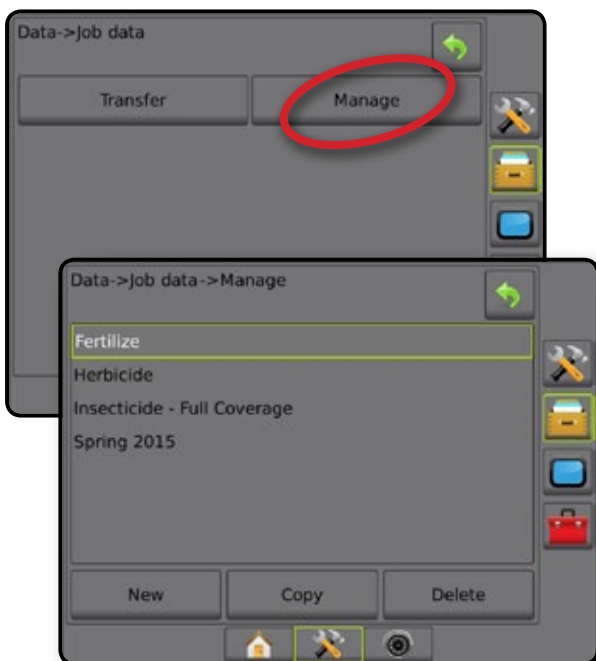 Data->Job data
Transfer Manage
Data->Job data->Manage
Fertilize
Herbicide
Insecticide - Full Coverage
Spring 2015
New Copy Delete